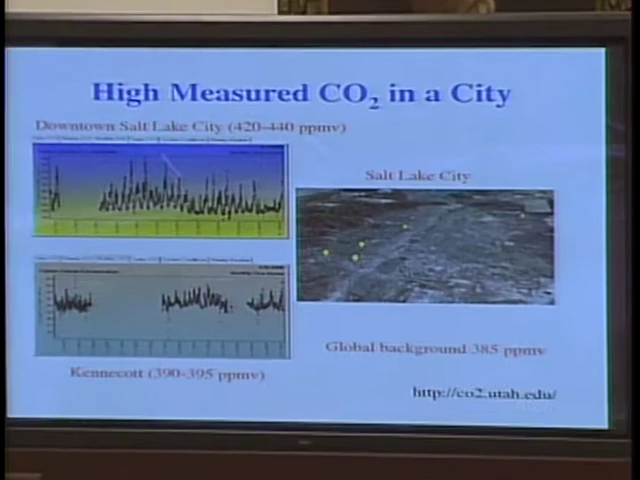 High Measured CO₂ in a City
Downtown Salt Lake City (420-440 ppmv)
Salt Lake City
Global background 385 ppmv
Kennecott (390-395 ppmv)
http://co2.utah.edu/